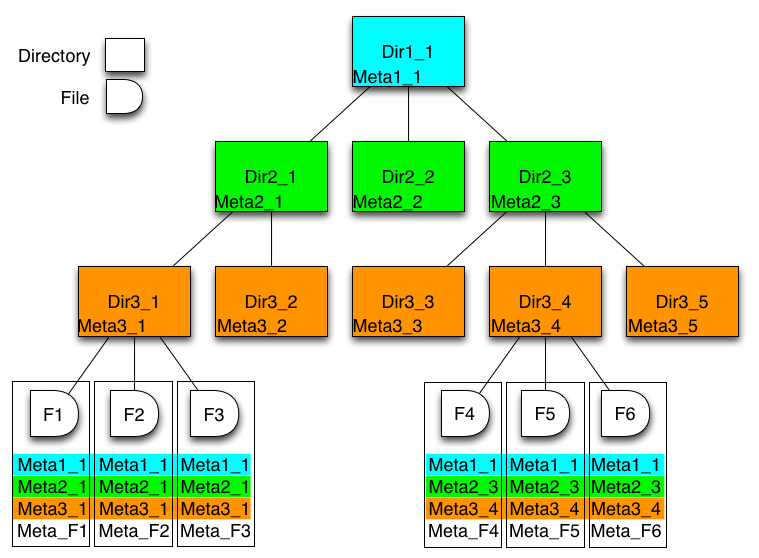 Directory
File
Dir1_1
Meta1_1
Dir2_1
Meta2_1
Dir2_2
Meta2_2
Dir2_3
Meta2_3
Dir3_1
Meta3_1
Dir3_2
Meta3_2
Dir3_3
Meta3_3
Dir3_4
Meta3_4
Dir3_5
Meta3_5
F1
Meta1_1
Meta2_1
Meta3_1
Meta_F1
F2
Meta1_1
Meta2_1
Meta3_1
Meta_F2
F3
Meta1_1
Meta2_1
Meta3_1
Meta_F3
F4
Meta1_1
Meta2_3
Meta3_4
Meta_F4
F5
Meta1_1
Meta2_3
Meta3_4
Meta_F5
F6
Meta1_1
Meta2_3
Meta3_4
Meta_F6